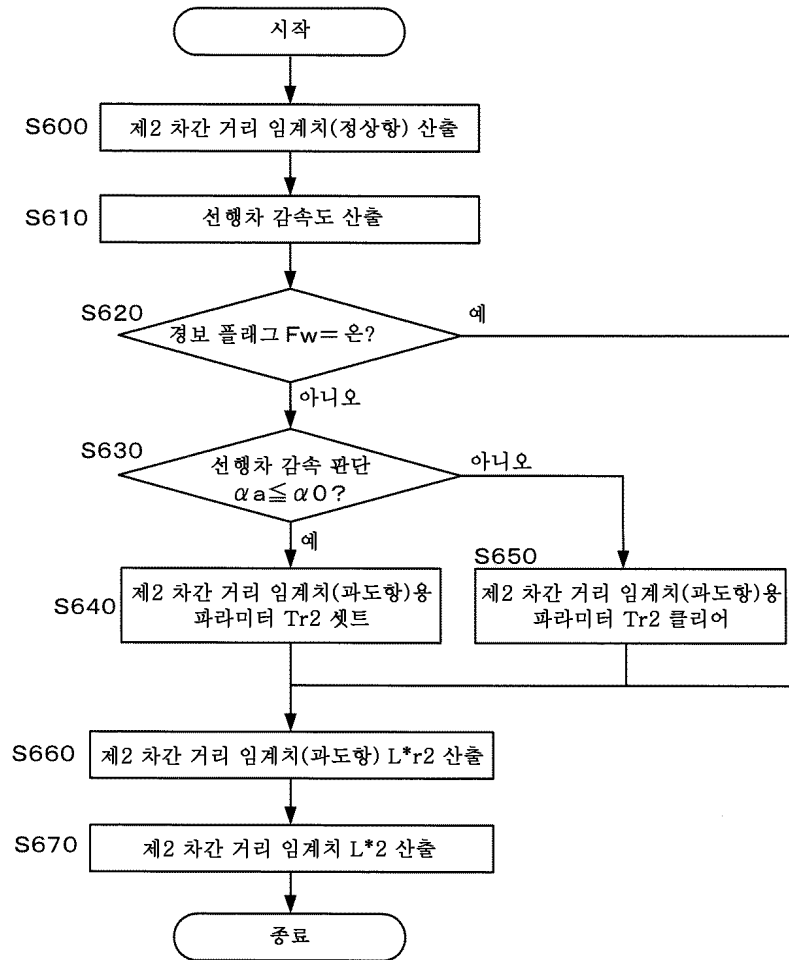 시작
S600
제2 차간 거리 임계치(정상항) 산출
S610
선행차 감속도 산출
S620
경보 플래그 Fw= 온?
예
아니오
S630
선행차 감속 판단
αa≦α0?
아니오
예
S640
제2 차간 거리 임계치(과도항)용
파라미터 Tr2 셋트
S650
제2 차간 거리 임계치(과도항)용
파라미터 Tr2 클리어
S660
제2 차간 거리 임계치(과도항) L*r2 산출
S670
제2 차간 거리 임계치 L*2 산출
종료